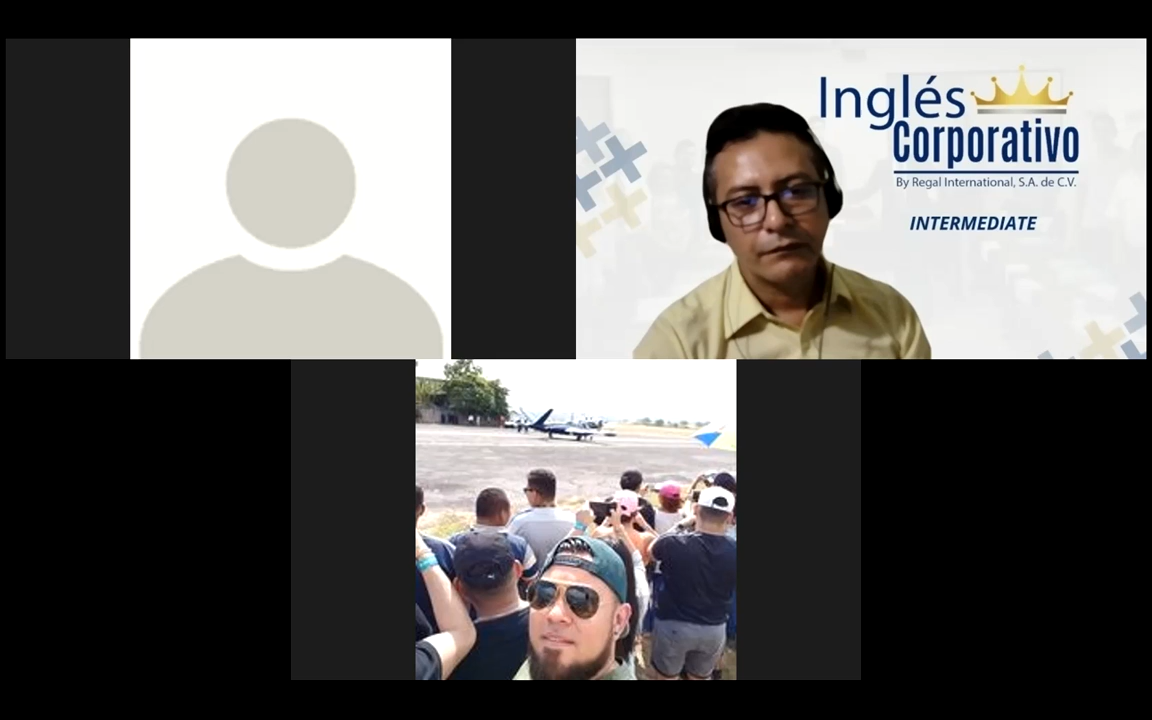 Inglés
Corporativo
By Regal International, S.A. de C.V.
INTERMEDIATE